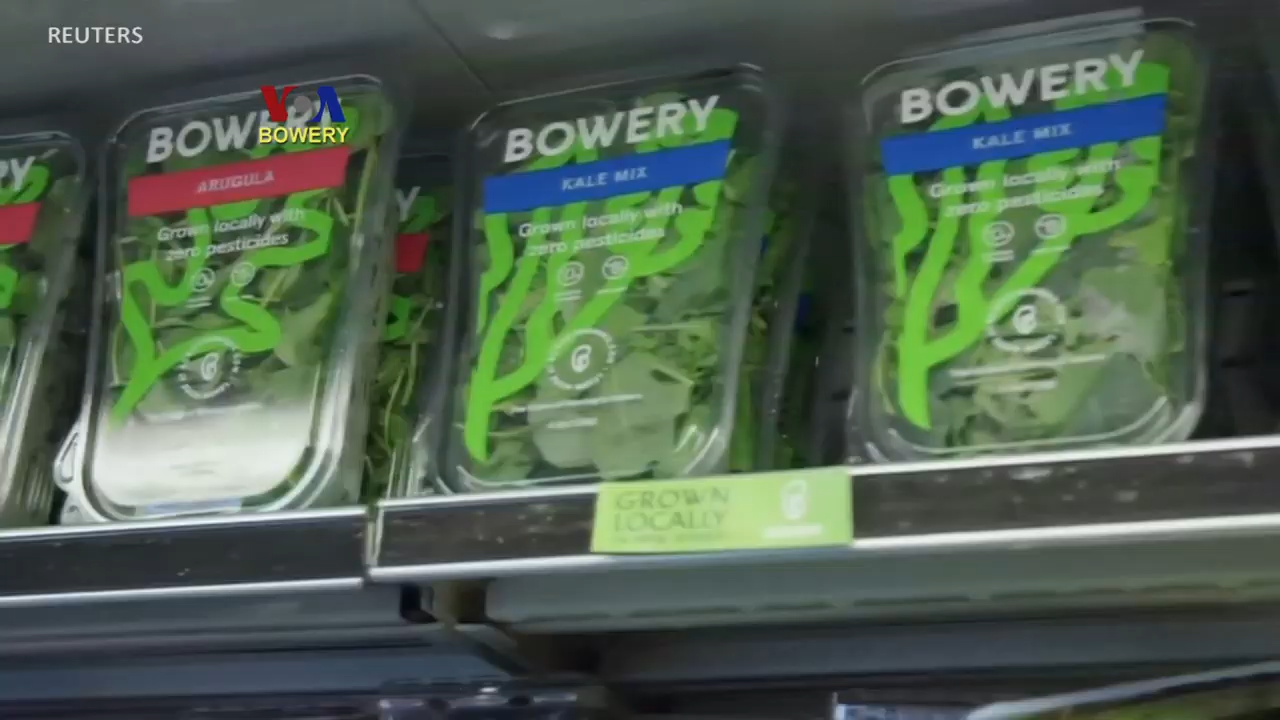 REUTERS
VOA
BOWERY
RY
BOWERY
ARUGULA
Grown locally with
zero pesticides
Y
BOWERY
KALE MIX
Grown locally with
zero pesticides
BOWERY
KALE MIX
Grown locally with
zero pesticides
GROWN
LOCALLY